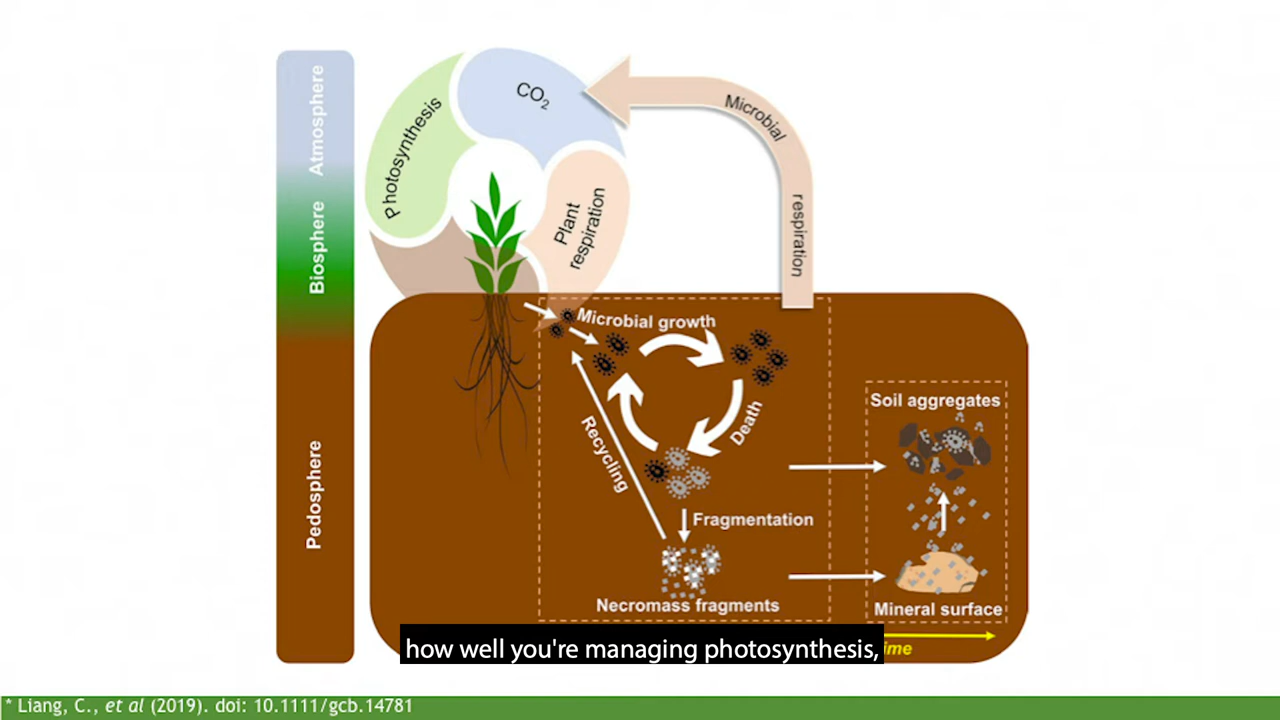 Atmosphere
Biosphere
Pedosphere
Photosynthesis
CO₂
Plant
respiration
Microbial
respiration
Microbial growth
Death
Recycling
Fragmentation
Necromass fragments
Soil aggregates
Mineral surface
how well you're managing photosynthesis,
* Liang, C., et al (2019). doi: 10.1111/gcb.14781